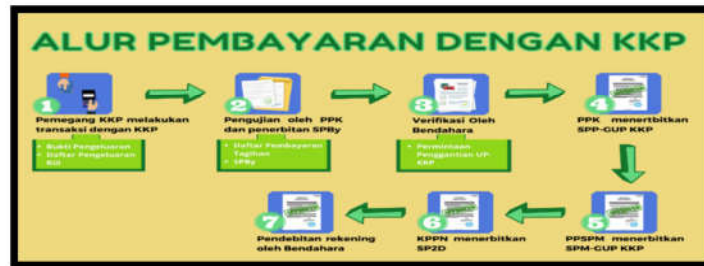 ALUR PEMBAYARAN DENGAN KKP
1
Pemegang KKP melakukan
transaksi dengan KKP
• Bukti Pengeluaran
• Daftar Pengeluaran
Riil
2
Pengujian oleh PPK
dan penerbitan SPBy
• Daftar Pembayaran
Tagihan
• SPBy
3
Verifikasi Oleh
Bendahara
• Permintaan
Penggantian UP-
KKP
4
PPK menertbitkan
SPP-GUP KKP
5
PPSPM menerbitkan
SPM-GUP KKP
6
KPPN menerbitkan
SP2D
7
Pendebitan rekening
oleh Bendahara